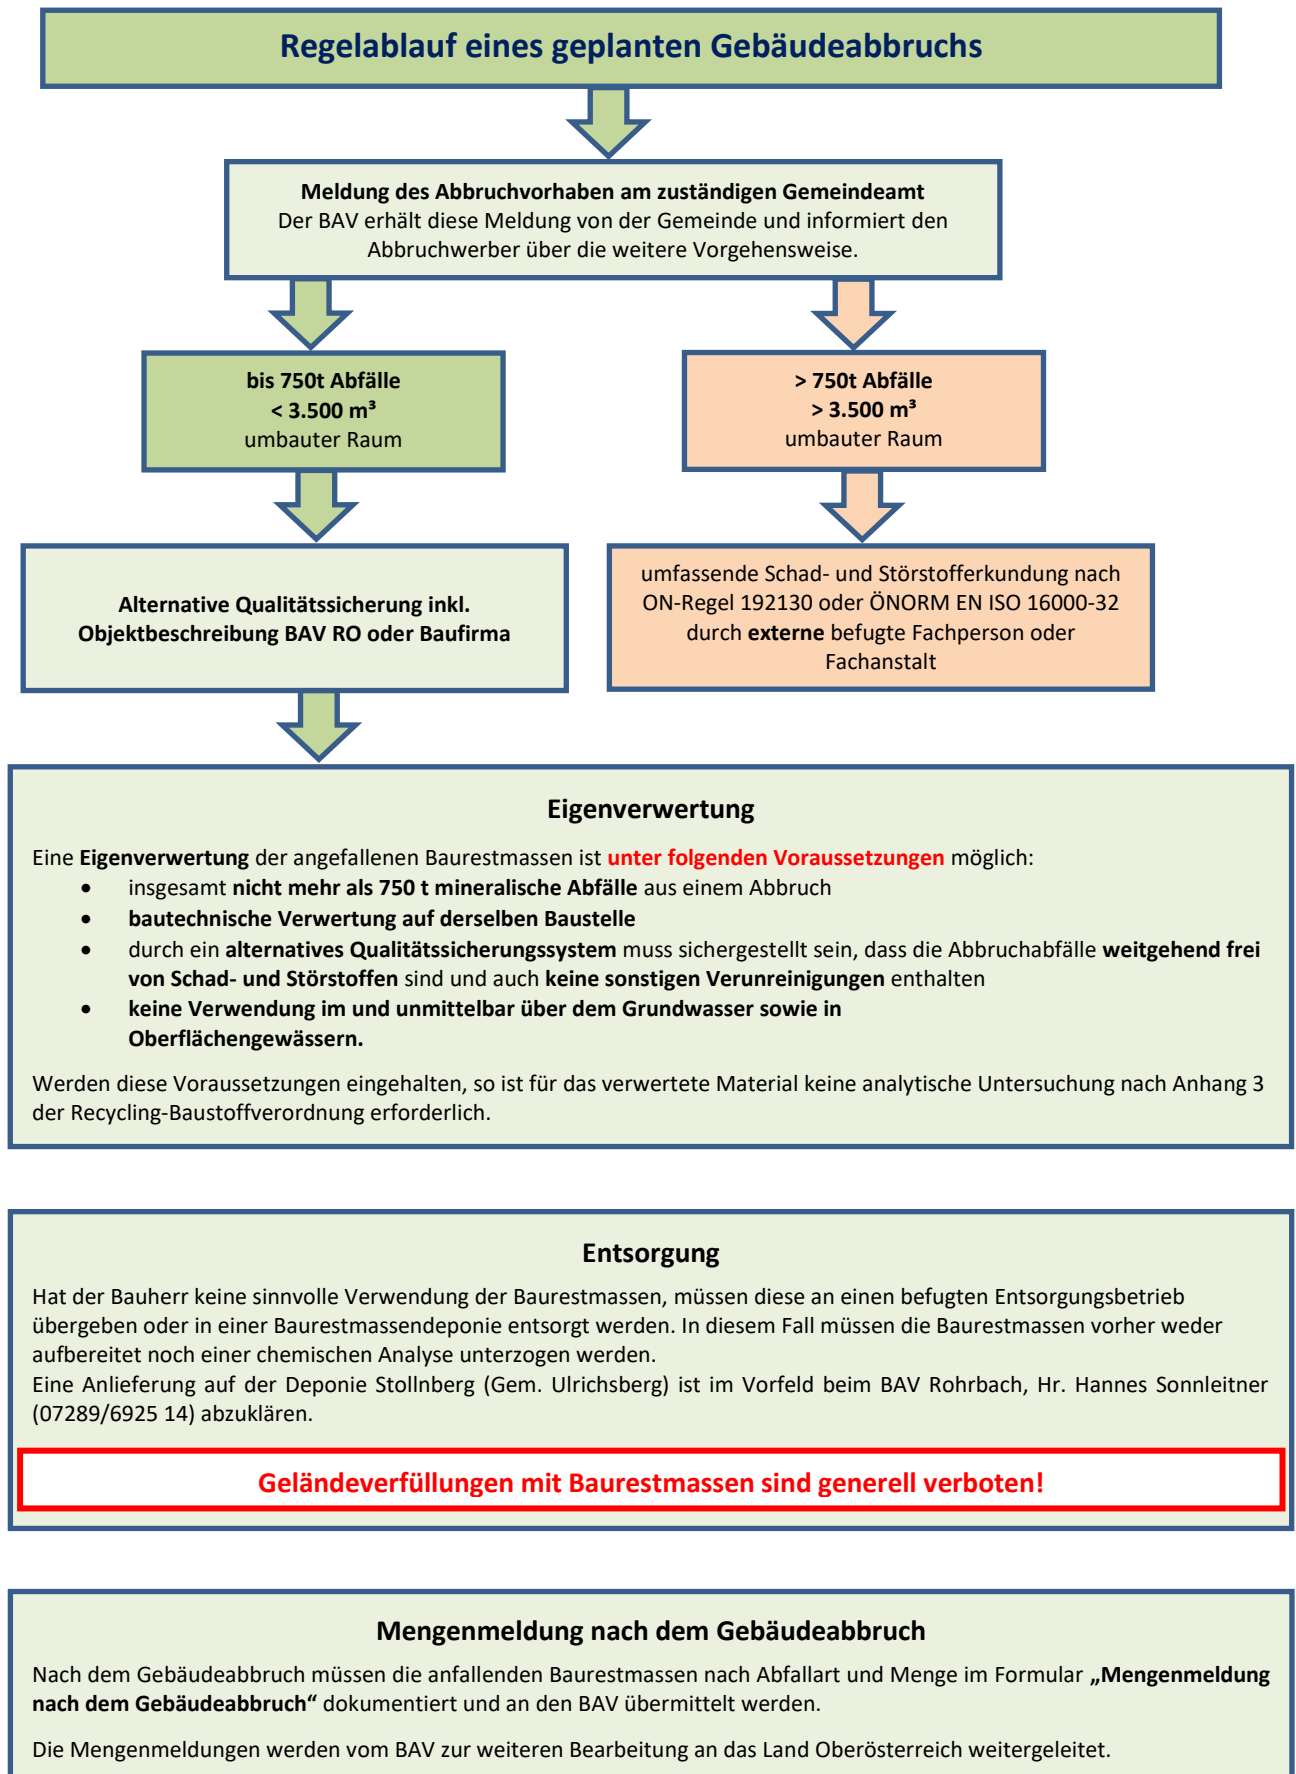 Regelablauf eines geplanten Gebäudeabbruchs
Meldung des Abbruchvorhaben am zuständigen Gemeindeamt
Der BAV erhält diese Meldung von der Gemeinde und informiert den
Abbruchwerber über die weitere Vorgehensweise.
bis 750t Abfälle
< 3.500 m³
umbauter Raum
> 750t Abfälle
> 3.500 m³
umbauter Raum
Alternative Qualitätssicherung inkl.
Objektbeschreibung BAV RO oder Baufirma
umfassende Schad- und Störstofferkundung nach
ON-Regel 192130 oder ÖNORM EN ISO 16000-32
durch externe befugte Fachperson oder
Fachanstalt
Eigenverwertung
Eine Eigenverwertung der angefallenen Baurestmassen ist unter folgenden Voraussetzungen möglich:
• insgesamt nicht mehr als 750 t mineralische Abfälle aus einem Abbruch
• bautechnische Verwertung auf derselben Baustelle
• durch ein alternatives Qualitätssicherungssystem muss sichergestellt sein, dass die Abbruchabfälle weitgehend frei
von Schad- und Störstoffen sind und auch keine sonstigen Verunreinigungen enthalten
• keine Verwendung im und unmittelbar über dem Grundwasser sowie in
Oberflächengewässern.
Werden diese Voraussetzungen eingehalten, so ist für das verwertete Material keine analytische Untersuchung nach Anhang 3
der Recycling-Baustoffverordnung erforderlich.
Entsorgung
Hat der Bauherr keine sinnvolle Verwendung der Baurestmassen, müssen diese an einen befugten Entsorgungsbetrieb
übergeben oder in einer Baurestmassendeponie entsorgt werden. In diesem Fall müssen die Baurestmassen vorher weder
aufbereitet noch einer chemischen Analyse unterzogen werden.
Eine Anlieferung auf der Deponie Stollnberg (Gem. Ulrichsberg) ist im Vorfeld beim BAV Rohrbach, Hr. Hannes Sonnleitner
(07289/6925 14) abzuklären.
Geländeverfüllungen mit Baurestmassen sind generell verboten!
Mengenmeldung nach dem Gebäudeabbruch
Nach dem Gebäudeabbruch müssen die anfallenden Baurestmassen nach Abfallart und Menge im Formular „Mengenmeldung
nach dem Gebäudeabbruch“ dokumentiert und an den BAV übermittelt werden.
Die Mengenmeldungen werden vom BAV zur weiteren Bearbeitung an das Land Oberösterreich weitergeleitet.